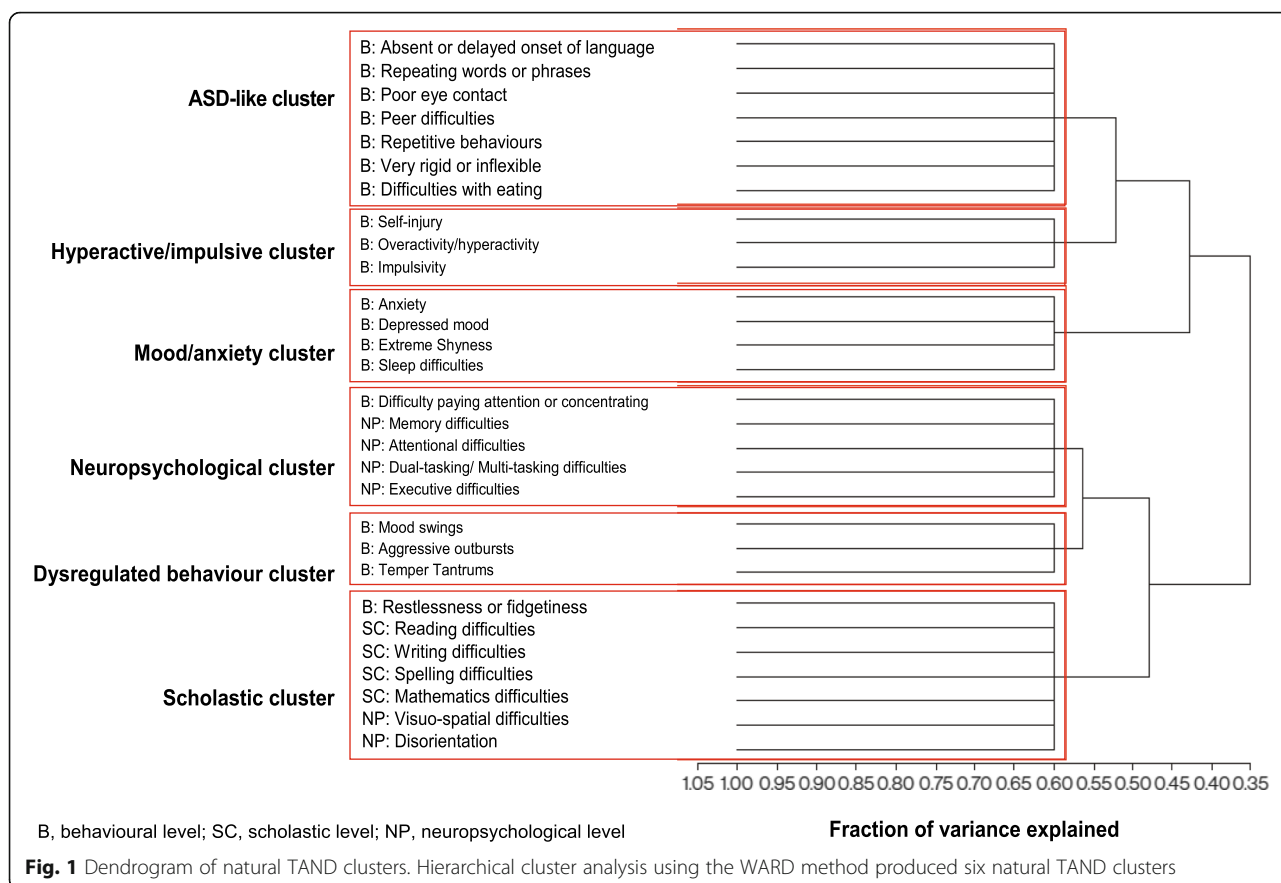 ASD-like cluster
B: Absent or delayed onset of language
B: Repeating words or phrases
B: Poor eye contact
B: Peer difficulties
B: Repetitive behaviours
B: Very rigid or inflexible
B: Difficulties with eating
Hyperactive/impulsive cluster
B: Self-injury
B: Overactivity/hyperactivity
B: Impulsivity
Mood/anxiety cluster
B: Anxiety
B: Depressed mood
B: Extreme Shyness
B: Sleep difficulties
Neuropsychological cluster
B: Difficulty paying attention or concentrating
NP: Memory difficulties
NP: Attentional difficulties
NP: Dual-tasking/ Multi-tasking difficulties
NP: Executive difficulties
Dysregulated behaviour cluster
B: Mood swings
B: Aggressive outbursts
B: Temper Tantrums
Scholastic cluster
B: Restlessness or fidgetiness
SC: Reading difficulties
SC: Writing difficulties
SC: Spelling difficulties
SC: Mathematics difficulties
NP: Visuo-spatial difficulties
NP: Disorientation
1.05 1.00 0.95 0.90 0.85 0.80 0.75 0.70 0.65 0.60 0.55 0.50 0.45 0.40 0.35
B, behavioural level; SC, scholastic level; NP, neuropsychological level
Fraction of variance explained
Fig. 1 Dendrogram of natural TAND clusters. Hierarchical cluster analysis using the WARD method produced six natural TAND clusters